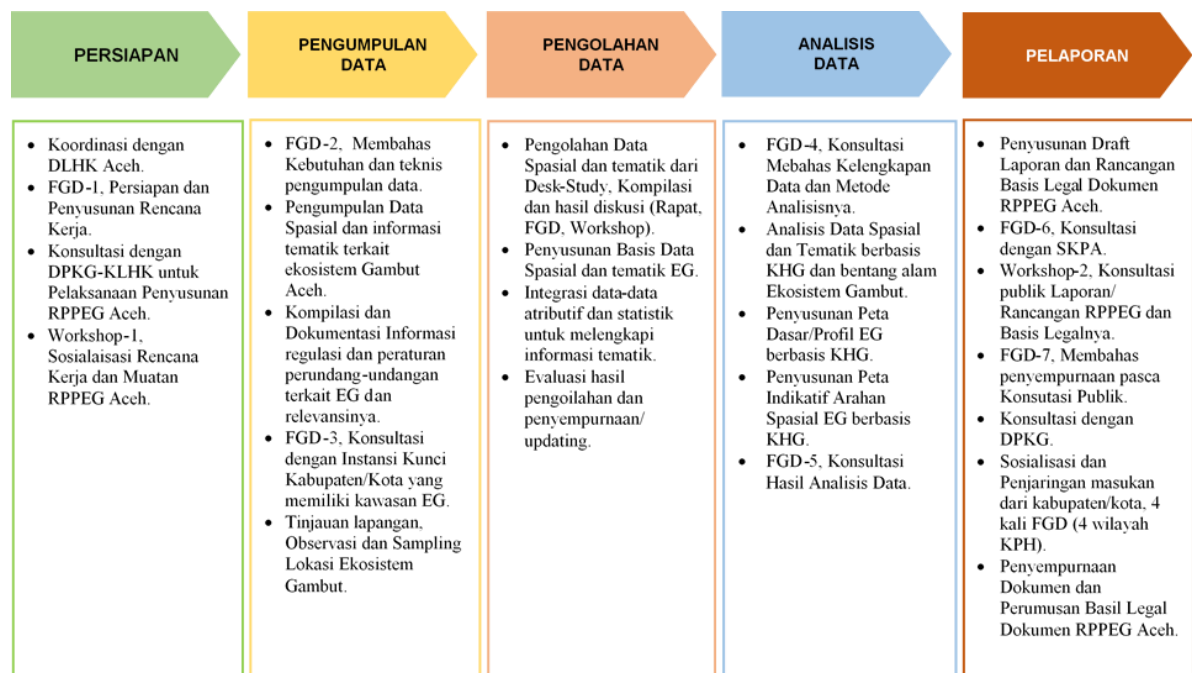 PERSIAPAN
PENGUMPULAN
DATA
PENGOLAHAN
DATA
ANALISIS
DATA
PELAPORAN
• Koordinasi dengan
DLHK Aceh.
• FGD-1, Persiapan dan
Penyusunan Rencana
Kerja.
• Konsultasi dengan
DPKG-KLHK untuk
Pelaksanaan Penyusunan
RPPEG Aceh.
• Workshop-1,
Sosialaisasi Rencana
Kerja dan Muatan
RPPEG Aceh.
• FGD-2, Membahas
Kebutuhan dan teknis
pengumpulan data.
• Pengumpulan Data
Spasial dan informasi
tematik terkait
ekosistem Gambut
Aceh.
• Kompilasi dan
Dokumentasi Informasi
regulasi dan peraturan
perundang-undangan
terkait EG dan
relevansinya.
• FGD-3, Konsultasi
dengan Instansi Kunci
Kabupaten/Kota yang
memiliki kawasan EG.
• Tinjauan lapangan,
Observasi dan Sampling
Lokasi Ekosistem
Gambut.
• Pengolahan Data
Spasial dan tematik dari
Desk-Study, Kompilasi
dan hasil diskusi (Rapat,
FGD, Workshop).
• Penyusunan Basis Data
Spasial dan tematik EG.
• Integrasi data-data
atributif dan statistik
untuk melengkapi
informasi tematik.
• Evaluasi hasil
pengoilahan dan
penyempurnaan/
updating.
• FGD-4, Konsultasi
Mebahas Kelengkapan
Data dan Metode
Analisisnya.
• Analisis Data Spasial
dan Tematik berbasis
KHG dan bentang alam
Ekosistem Gambut.
• Penyusunan Peta
Dasar/Profil EG
berbasis KHG.
• Penyusunan Peta
Indikatif Arahan
Spasial EG berbasis
KHG.
• FGD-5, Konsultasi
Hasil Analisis Data.
• Penyusunan Draft
Laporan dan Rancangan
Basis Legal Dokumen
RPPEG Aceh.
• FGD-6, Konsultasi
dengan SKPA.
• Workshop-2, Konsultasi
publik Laporan/
Rancangan RPPEG dan
Basis Legalnya.
• FGD-7, Membahas
penyempurnaan pasca
Konsutasi Publik.
• Konsultasi dengan
DPKG.
• Sosialisasi dan
Penjaringan masukan
dari kabupaten/kota, 4
kali FGD (4 wilayah
KPH).
• Penyempurnaan
Dokumen dan
Perumusan Basil Legal
Dokumen RPPEG Aceh.